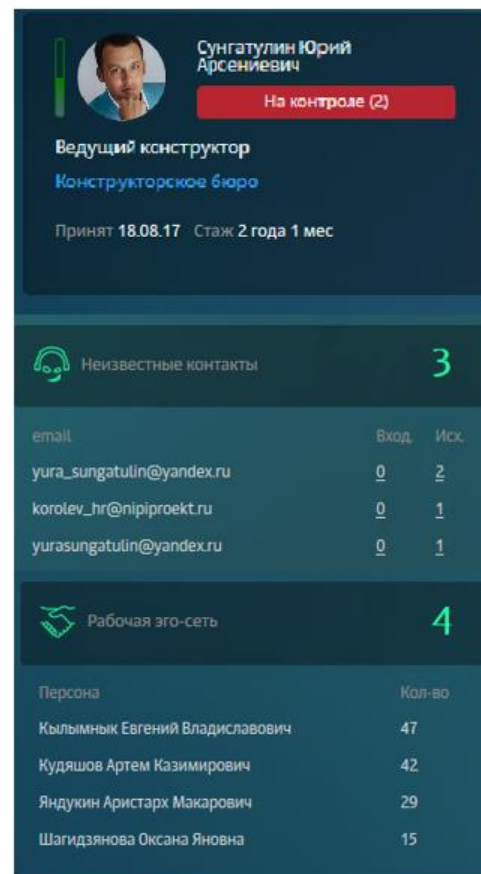 Сунгатулин Юрий
Арсениевич
На контроле (2)
Ведущий конструктор
Конструкторское бюро
Принят 18.08.17 Стаж 2 года 1 мес
Неизвестные контакты 3
email Вход. Исх.
yura_sungatulin@yandex.ru 0 2
korolev_hr@nipiproekt.ru 0 1
yurasungatulin@yandex.ru 0 1
Рабочая эго-сеть 4
Персона Кол-во
Кылымнык Евгений Владиславович 47
Кудяшов Артем Казимирович 42
Яндукин Аристарх Макарович 29
Шагидзянова Оксана Яновна 15